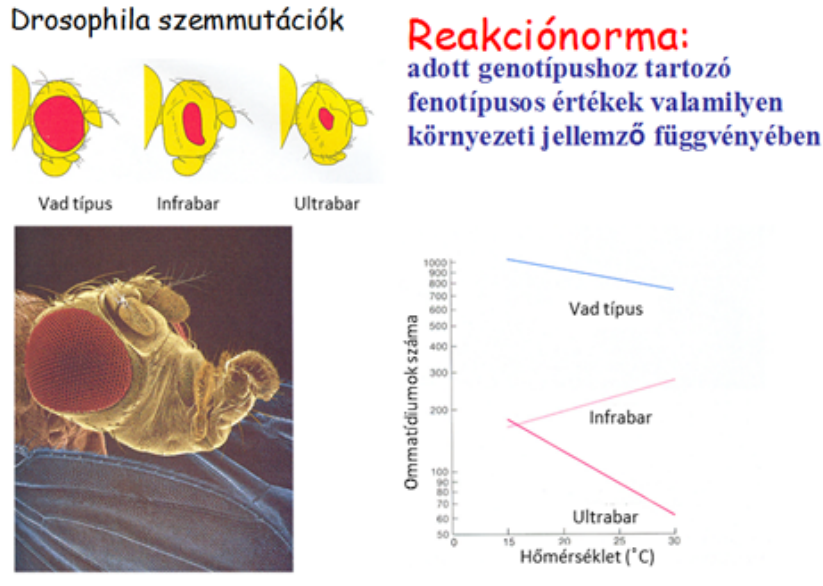 Drosophila szemmutációk
Vad típus
Infrabar
Ultrabar
Reakciónorma:
adott genotípushoz tartozó
fenotípusos értékek valamilyen
környezeti jellemző függvényében
Ommatídiumok száma
1000
900
800
700
600
500
400
300
200
100
90
80
70
60
50
Vad típus
Infrabar
Ultrabar
0
15
20
25
30
Hőmérséklet (˚C)